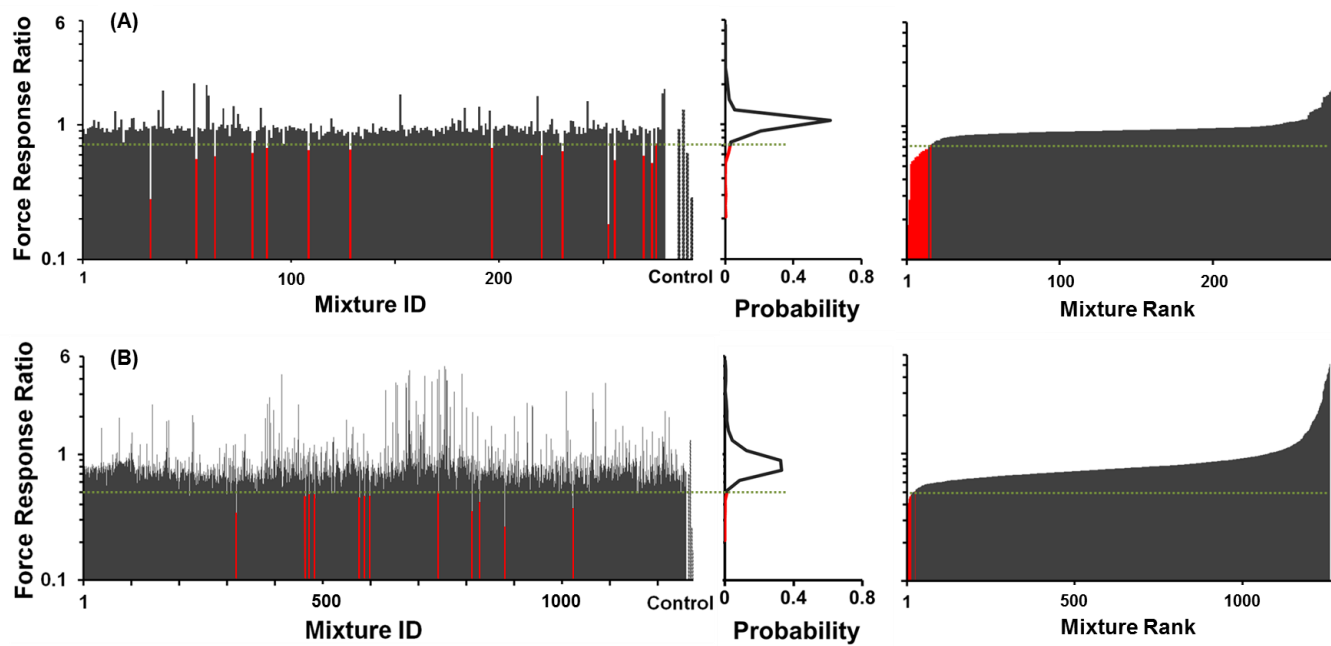 (A)
Force Response Ratio
6
1
0.1
1
100
200
Control
Mixture ID
0
0.4
0.8
Probability
1
100
200
Mixture Rank
(B)
Force Response Ratio
6
1
0.1
1
500
1000
Control
Mixture ID
0
0.4
0.8
Probability
1
500
1000
Mixture Rank